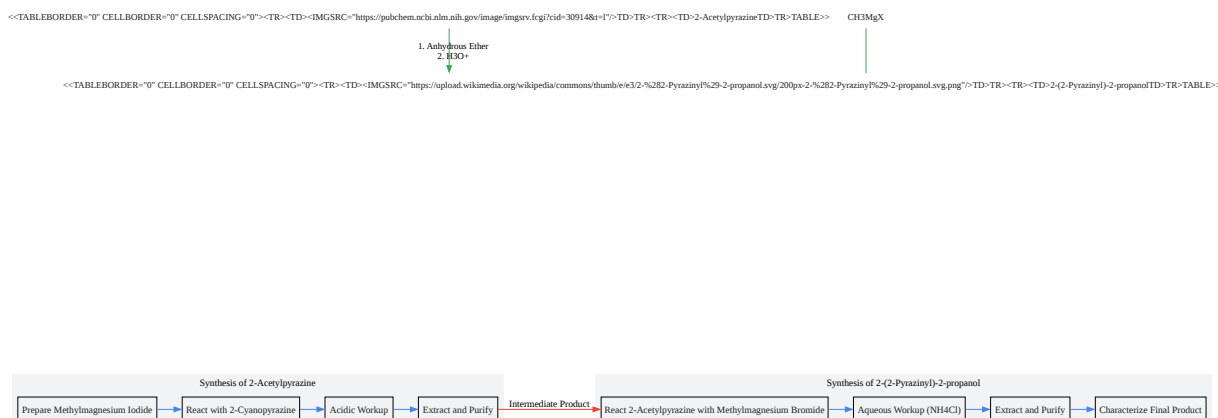 <<TABLEBORDER="0" CELLBORDER="0" CELLSPACING="0"><TR><TD><IMGSRC="https://pubchem.ncbi.nlm.nih.gov/image/imgsrv.fcgi?cid=30914&t=l"/>TD>TR><TR><TD>2-AcetylpyrazineTD>TR>TABLE>> CH3MgX
1. Anhydrous Ether
2. H3O+
<<TABLEBORDER="0" CELLBORDER="0" CELLSPACING="0"><TR><TD><IMGSRC="https://upload.wikimedia.org/wikipedia/commons/thumb/e/e3/2-%282-Pyrazinyl%29-2-propanol.svg/200px-2-%282-Pyrazinyl%29-2-propanol.svg.png"/>TD>TR><TR><TD>2-(2-Pyrazinyl)-2-propanolTD>TR>TABLE>
Synthesis of 2-Acetylpyrazine
Synthesis of 2-(2-Pyrazinyl)-2-propanol
Prepare Methylmagnesium Iodide
React with 2-Cyanopyrazine
Acidic Workup
Extract and Purify
Intermediate Product
React 2-Acetylpyrazine with Methylmagnesium Bromide
Aqueous Workup (NH4Cl)
Extract and Purify
Characterize Final Product